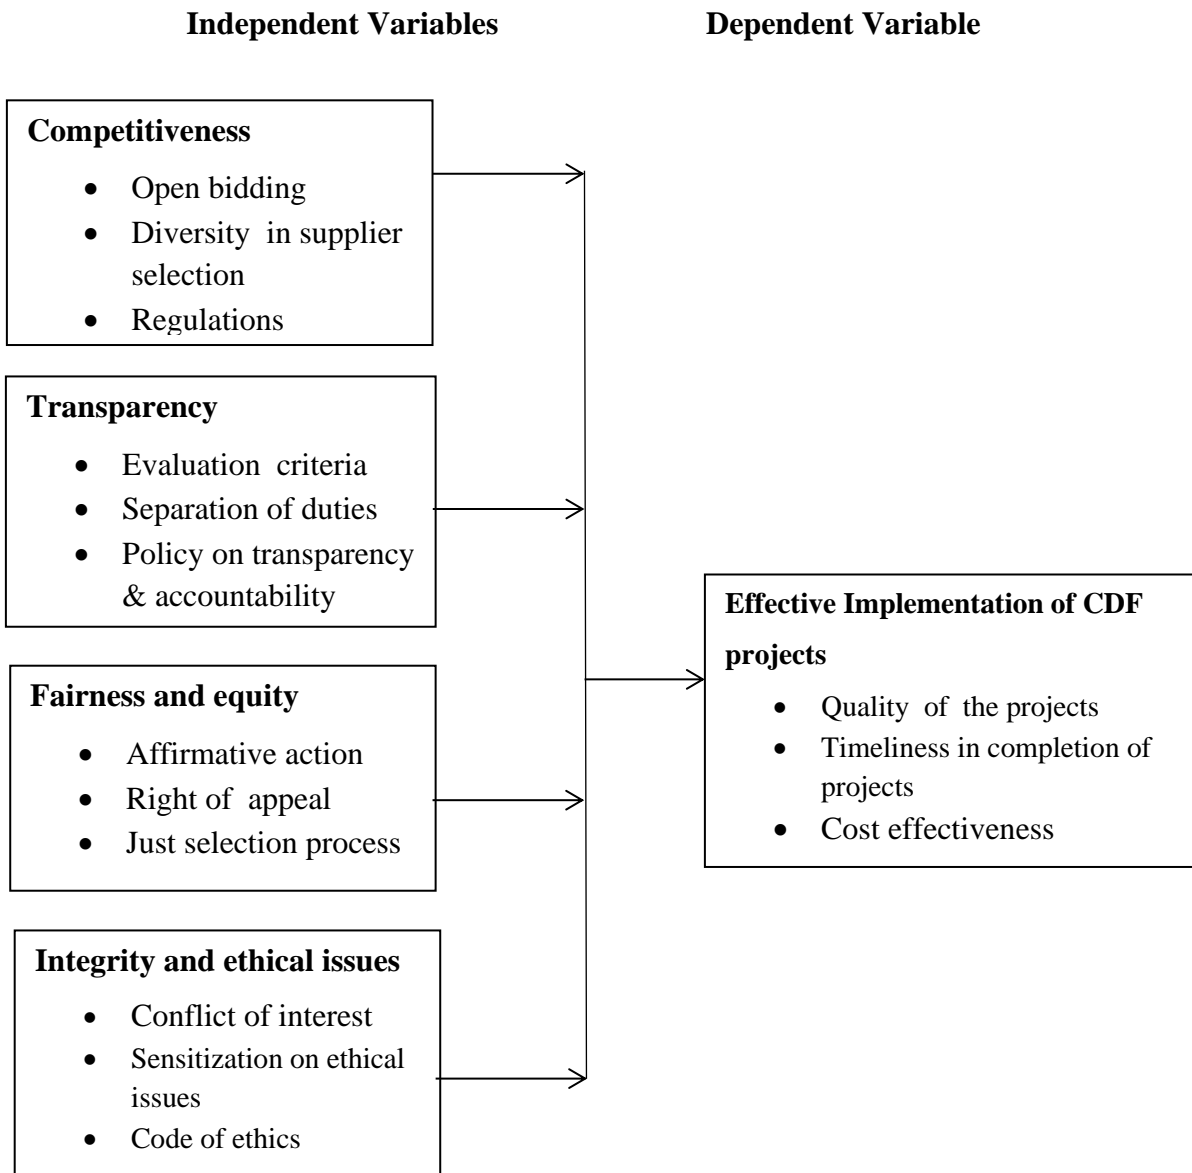 Independent Variables
Dependent Variable
Competitiveness
• Open bidding
• Diversity in supplier
selection
• Regulations
Transparency
• Evaluation criteria
• Separation of duties
• Policy on transparency
& accountability
Fairness and equity
• Affirmative action
• Right of appeal
• Just selection process
Integrity and ethical issues
• Conflict of interest
• Sensitization on ethical
issues
• Code of ethics
Effective Implementation of CDF
projects
• Quality of the projects
• Timeliness in completion of
projects
• Cost effectiveness